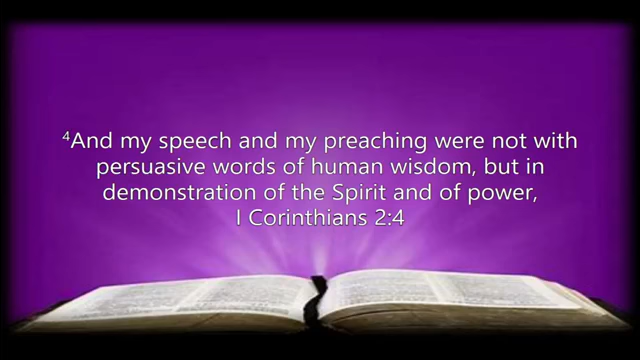 ⁴And my speech and my preaching were not with
persuasive words of human wisdom, but in
demonstration of the Spirit and of power,
I Corinthians 2:4